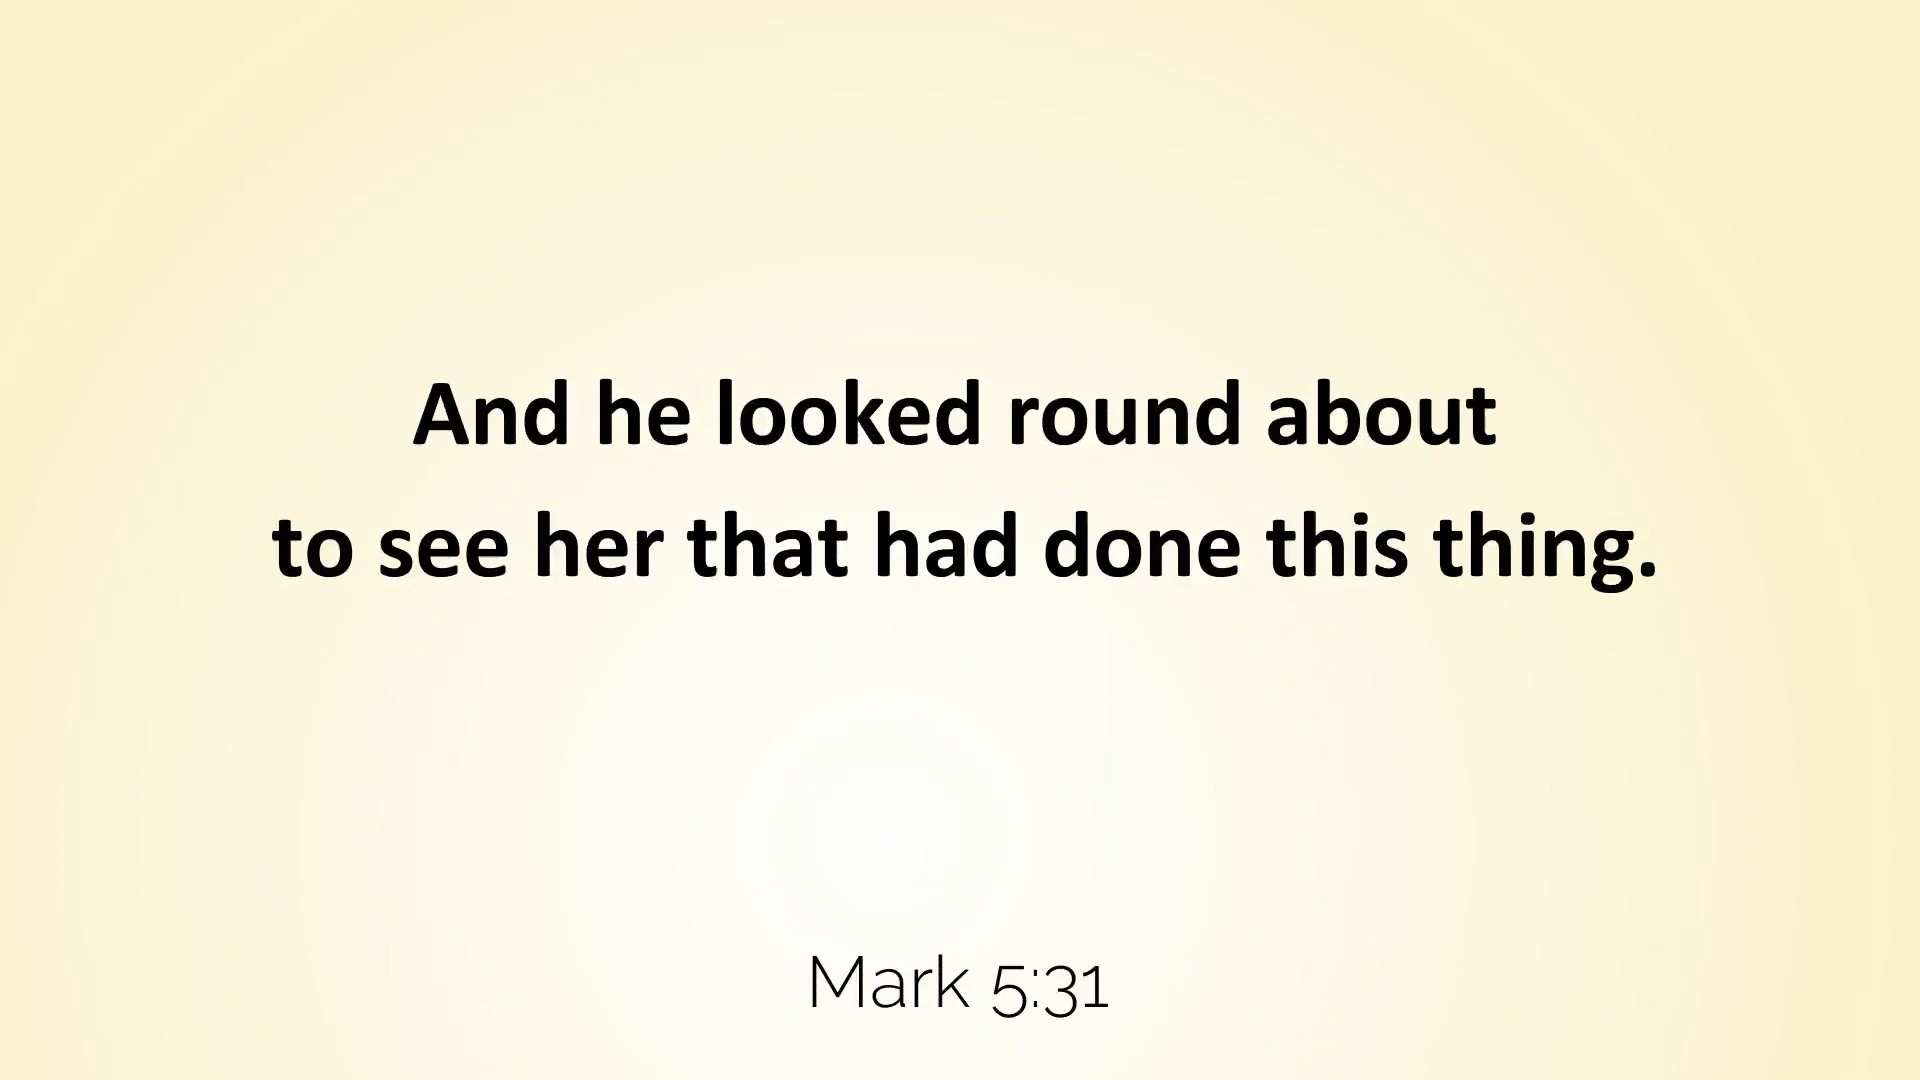 And he looked round about
to see her that had done this thing.
Mark 5:31